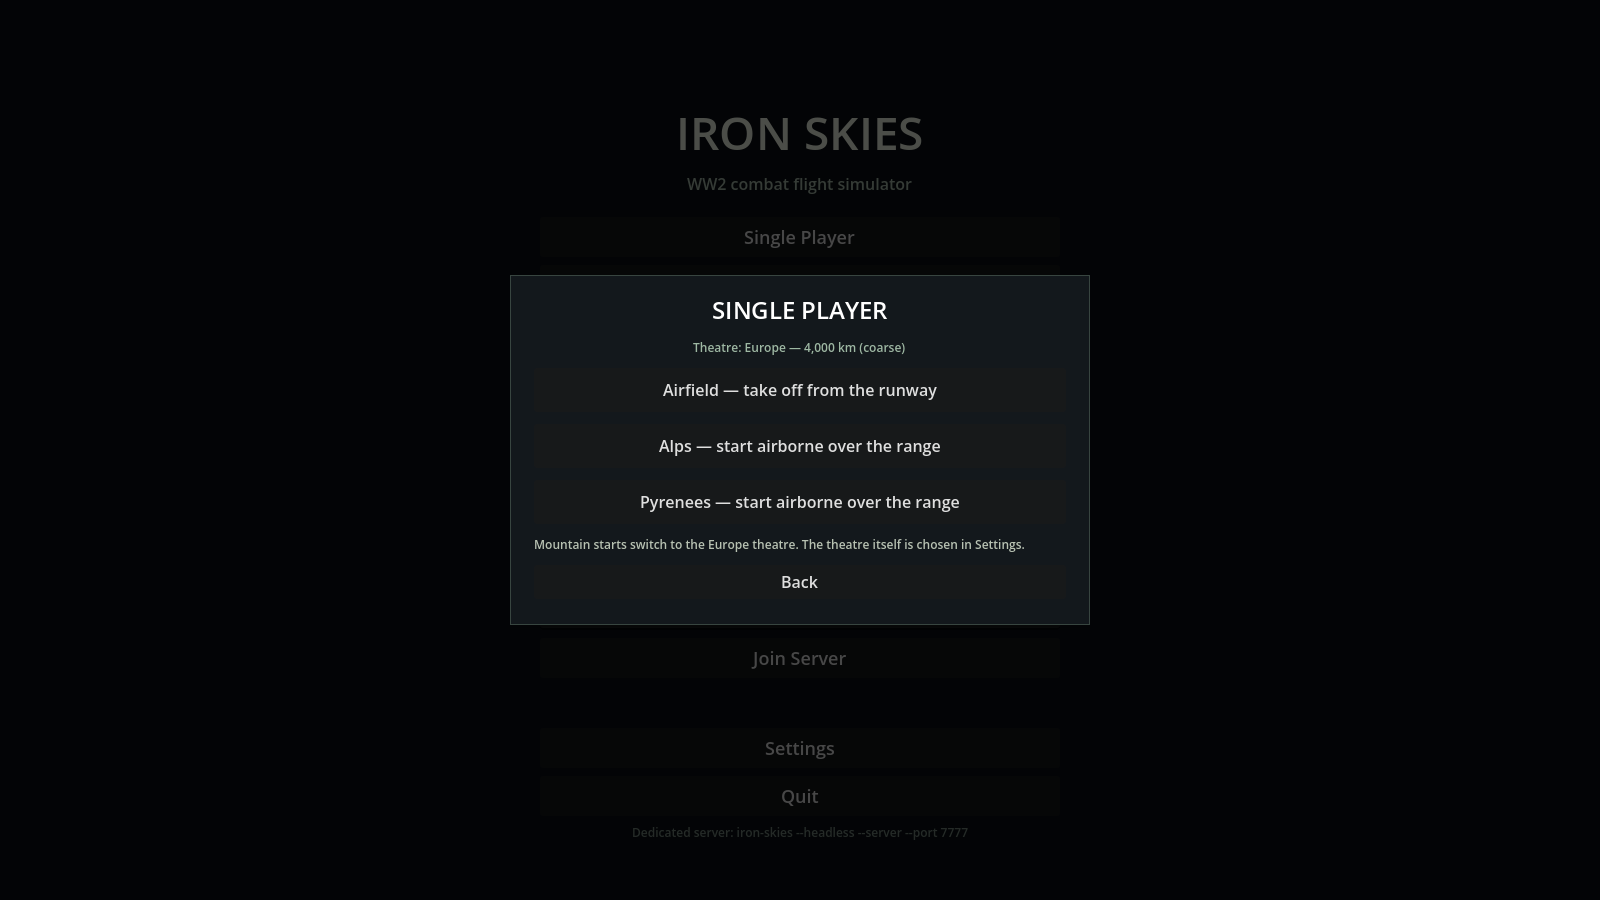 IRON SKIES
WW2 combat flight simulator
Single Player
SINGLE PLAYER
Theatre: Europe — 4,000 km (coarse)
Airfield — take off from the runway
Alps — start airborne over the range
Pyrenees — start airborne over the range
Mountain starts switch to the Europe theatre. The theatre itself is chosen in Settings.
Back
Join Server
Settings
Quit
Dedicated server: iron-skies --headless --server --port 7777